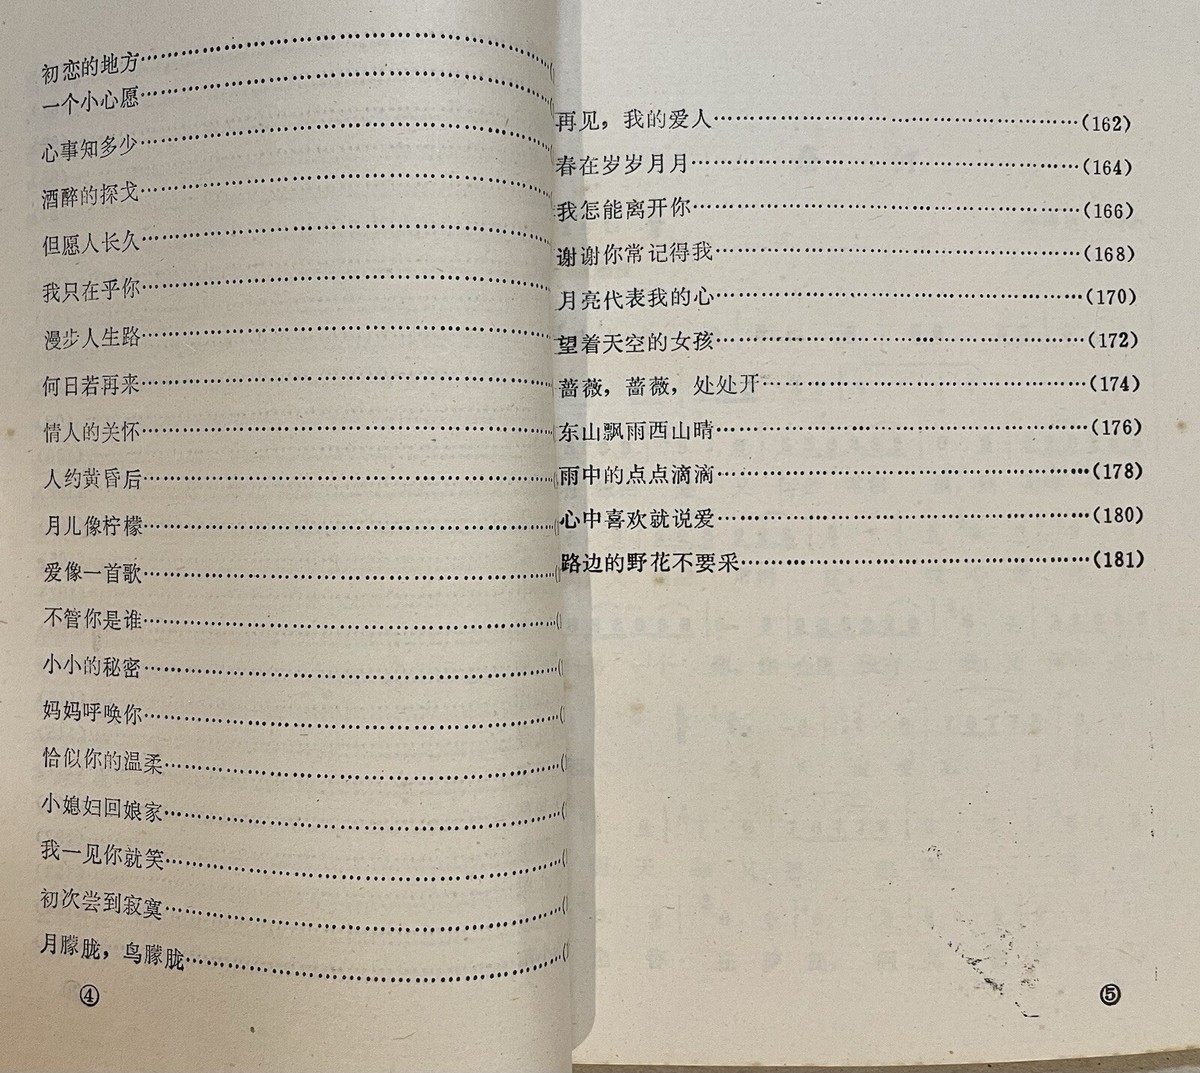 初恋的地方……………………………………(
一个小心愿……………………………………(
心事知多少……………………………………
酒醉的探戈……………………………………
但愿人长久……………………………………
我只在乎你……………………………………
漫步人生路……………………………………
何日若再来……………………………………
情人的关怀……………………………………
人约黄昏后……………………………………
月儿像柠檬……………………………………(
爱像一首歌……………………………………(
不管你是谁……………………………………(
小小的秘密……………………………………(
妈妈呼唤你……………………………………(
恰似你的温柔…………………………………(
小媳妇回娘家…………………………………(
我一见你就笑…………………………………(
初次尝到寂寞…………………………………(
月朦胧，鸟朦胧………………………………(
④
再见，我的爱人……………………………………(162)
春在岁岁月月……………………………………(164)
我怎能离开你……………………………………(166)
谢谢你常记得我……………………………………(168)
月亮代表我的心……………………………………(170)
望着天空的女孩……………………………………(172)
蔷薇，蔷薇，处处开………………………………(174)
东山飘雨西山晴……………………………………(176)
雨中的点点滴滴……………………………………(178)
心中喜欢就说爱……………………………………(180)
路边的野花不要采…………………………………(181)
⑤